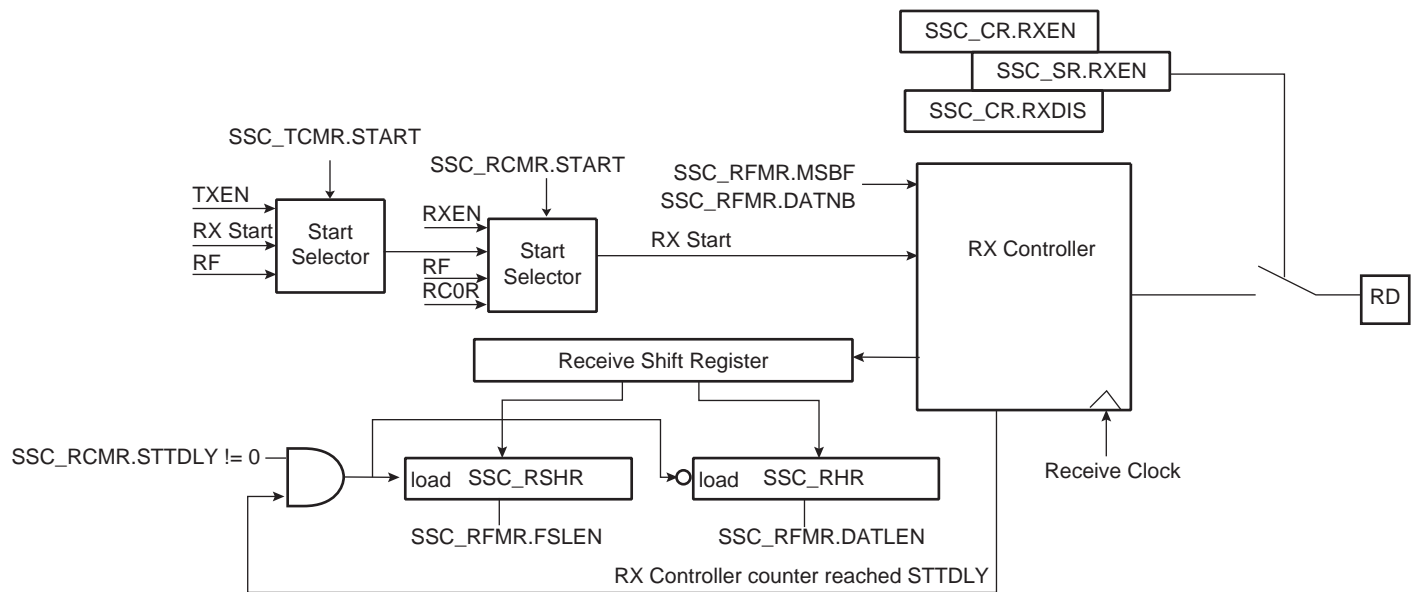 SSC_CR.RXEN
SSC_SR.RXEN
SSC_CR.RXDIS
SSC_TCMR.START
SSC_RCMR.START
SSC_RFMR.MSBF
SSC_RFMR.DATNB
TXEN
RX Start
RF
Start
Selector
RXEN
RF
RC0R
Start
Selector
RX Start
RX Controller
RD
Receive Shift Register
SSC_RCMR.STTDLY != 0
load SSC_RSHR
load SSC_RHR
Receive Clock
SSC_RFMR.FSLEN
SSC_RFMR.DATLEN
RX Controller counter reached STTDLY